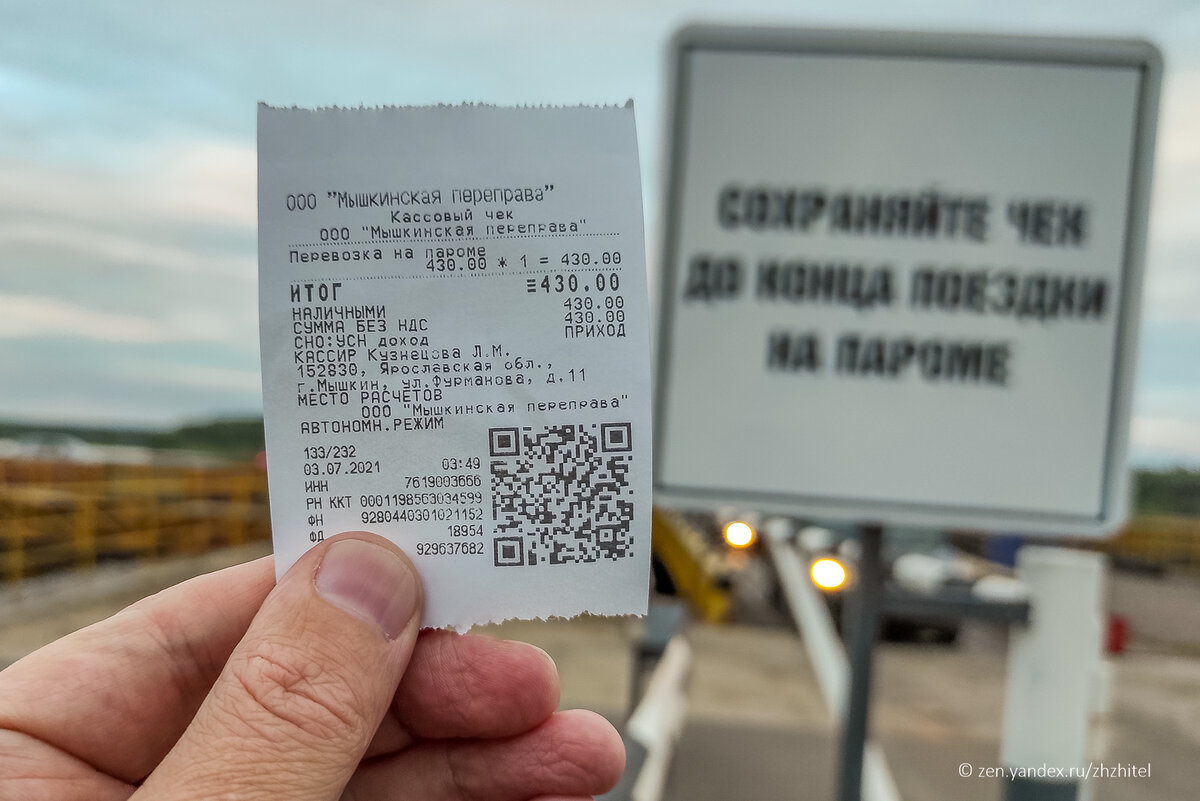 ООО "Мышкинская переправа"
Кассовый чек
ООО "Мышкинская переправа"
Перевозка на пароме
430.00 * 1 = 430.00
ИТОГ ≡430.00
НАЛИЧНЫМИ 430.00
СУММА БЕЗ НДС 430.00
СНО:УСН доход ПРИХОД
КАССИР Кузнецова Л.М.
152830, Ярославская обл.,
г.Мышкин, ул.Фурманова, д.11
МЕСТО РАСЧЕТОВ
ООО "Мышкинская переправа"
АВТОНОМН.РЕЖИМ
133/232
03.07.2021 03:49
ИНН 7619003666
РН ККТ 0001198563034599
ФН 9280440301021152
ФД 18954
929637682
СОХРАНЯЙТЕ ЧЕК
ДО КОНЦА ПОЕЗДКИ
НА ПАРОМЕ
© zen.yandex.ru/zhzhitel